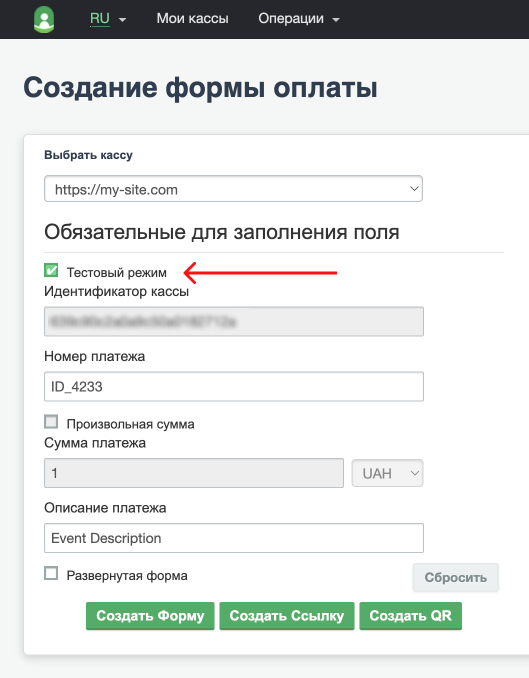 RU Мои кассы Операции
Создание формы оплаты
Выбрать кассу
https://my-site.com
Обязательные для заполнения поля
Тестовый режим
Идентификатор кассы
Номер платежа
ID_4233
Произвольная сумма
Сумма платежа
1 UAH
Описание платежа
Event Description
Развернутая форма
Сбросить
Создать Форму Создать Ссылку Создать QR